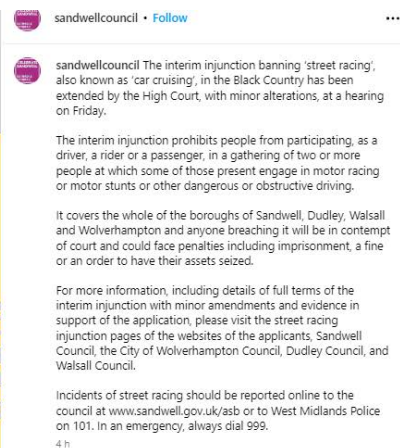 sandwellcouncil • Follow
sandwellcouncil The interim injunction banning 'street racing',
also known as 'car cruising', in the Black Country has been
extended by the High Court, with minor alterations, at a hearing
on Friday.
The interim injunction prohibits people from participating, as a
driver, a rider or a passenger, in a gathering of two or more
people at which some of those present engage in motor racing
or motor stunts or other dangerous or obstructive driving.
It covers the whole of the boroughs of Sandwell, Dudley, Walsall
and Wolverhampton and anyone breaching it will be in contempt
of court and could face penalties including imprisonment, a fine
or an order to have their assets seized.
For more information, including details of full terms of the
interim injunction with minor amendments and evidence in
support of the application, please visit the street racing
injunction pages of the websites of the applicants, Sandwell
Council, the City of Wolverhampton Council, Dudley Council, and
Walsall Council.
Incidents of street racing should be reported online to the
council at www.sandwell.gov.uk/asb or to West Midlands Police
on 101. In an emergency, always dial 999.
4 h